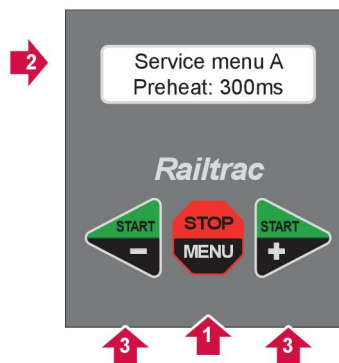 2
Service menu A
Preheat: 300ms
Railtrac
START
-
STOP
MENU
START
+
3
1
3